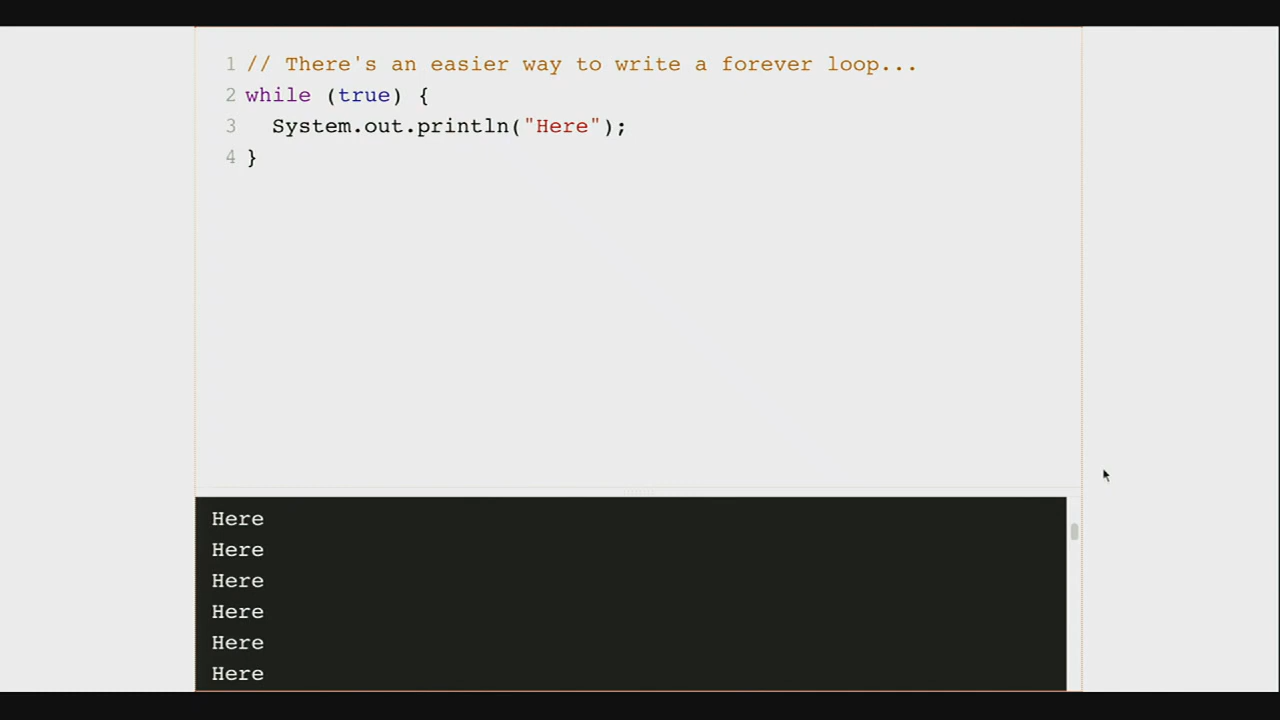 1 // There's an easier way to write a forever loop...
2 while (true) {
3   System.out.println("Here");
4 }
Here
Here
Here
Here
Here
Here